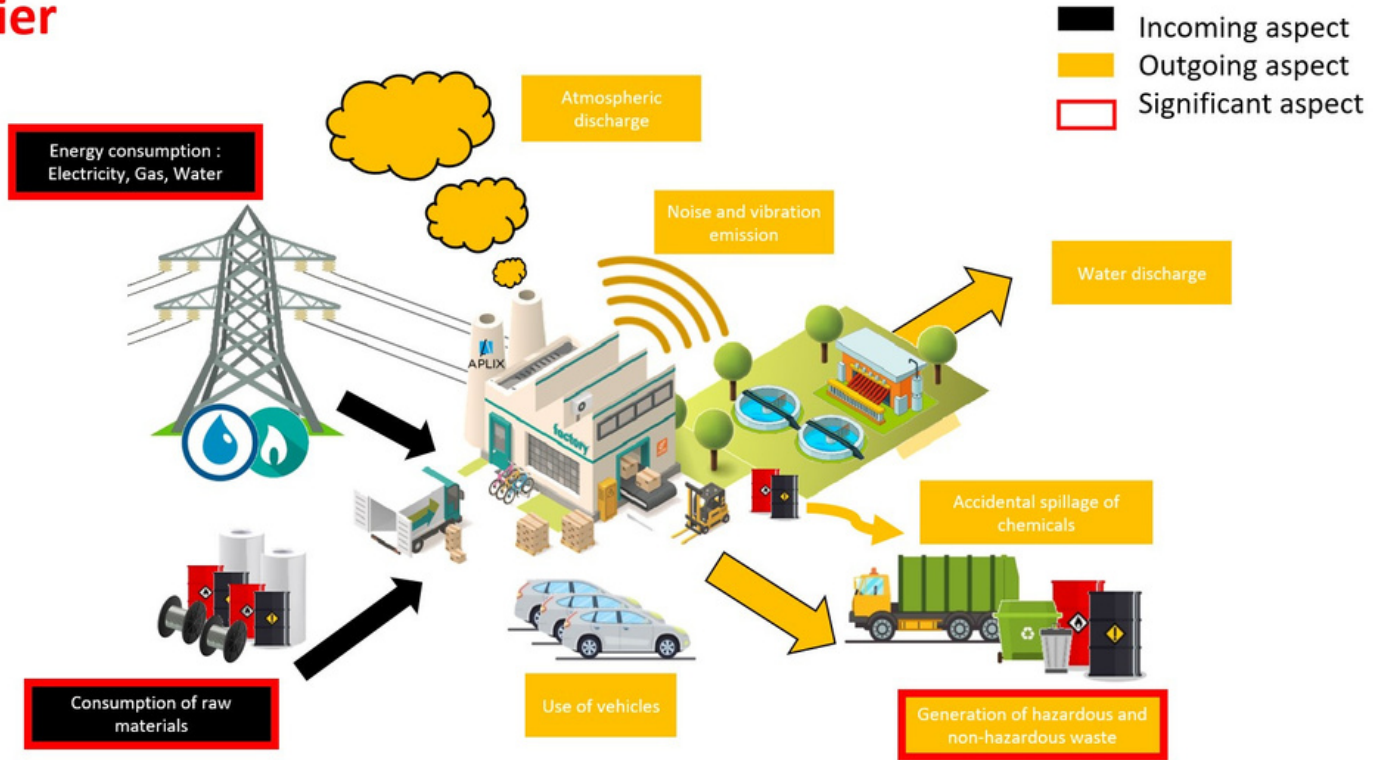 ier
Incoming aspect
Outgoing aspect
Significant aspect
Atmospheric
discharge
Energy consumption :
Electricity, Gas, Water
Noise and vibration
emission
Water discharge
APLIX
factory
Accidental spillage of
chemicals
Consumption of raw
materials
Use of vehicles
Generation of hazardous and
non-hazardous waste